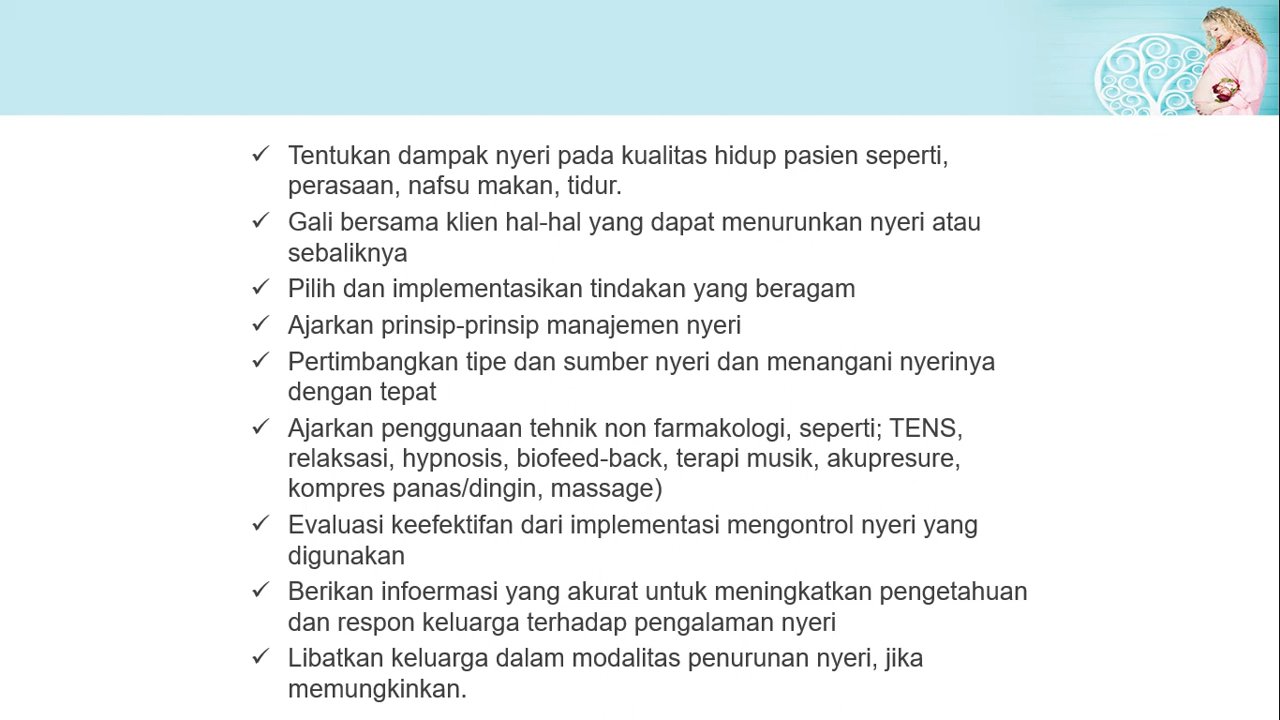 ✓ Tentukan dampak nyeri pada kualitas hidup pasien seperti,
perasaan, nafsu makan, tidur.
✓ Gali bersama klien hal-hal yang dapat menurunkan nyeri atau
sebaliknya
✓ Pilih dan implementasikan tindakan yang beragam
✓ Ajarkan prinsip-prinsip manajemen nyeri
✓ Pertimbangkan tipe dan sumber nyeri dan menangani nyerinya
dengan tepat
✓ Ajarkan penggunaan tehnik non farmakologi, seperti; TENS,
relaksasi, hypnosis, biofeed-back, terapi musik, akupresure,
kompres panas/dingin, massage)
✓ Evaluasi keefektifan dari implementasi mengontrol nyeri yang
digunakan
✓ Berikan infoermasi yang akurat untuk meningkatkan pengetahuan
dan respon keluarga terhadap pengalaman nyeri
✓ Libatkan keluarga dalam modalitas penurunan nyeri, jika
memungkinkan.